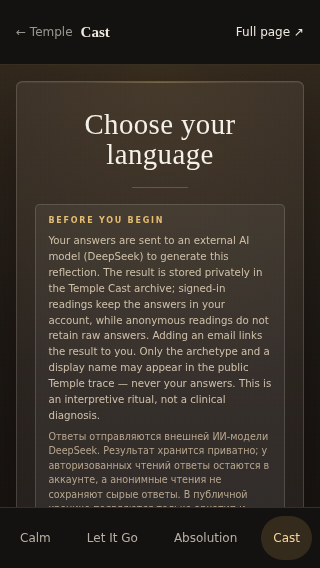 ← Temple Cast Full page ↗
Choose your
language
BEFORE YOU BEGIN
Your answers are sent to an external AI
model (DeepSeek) to generate this
reflection. The result is stored privately in
the Temple Cast archive; signed-in
readings keep the answers in your
account, while anonymous readings do not
retain raw answers. Adding an email links
the result to you. Only the archetype and a
display name may appear in the public
Temple trace — never your answers. This is
an interpretive ritual, not a clinical
diagnosis.
Ответы отправляются внешней ИИ-модели
DeepSeek. Результат хранится приватно; у
авторизованных чтений ответы остаются в
аккаунте, а анонимные чтения не
сохраняют сырые ответы. В публичной
Calm Let It Go Absolution Cast